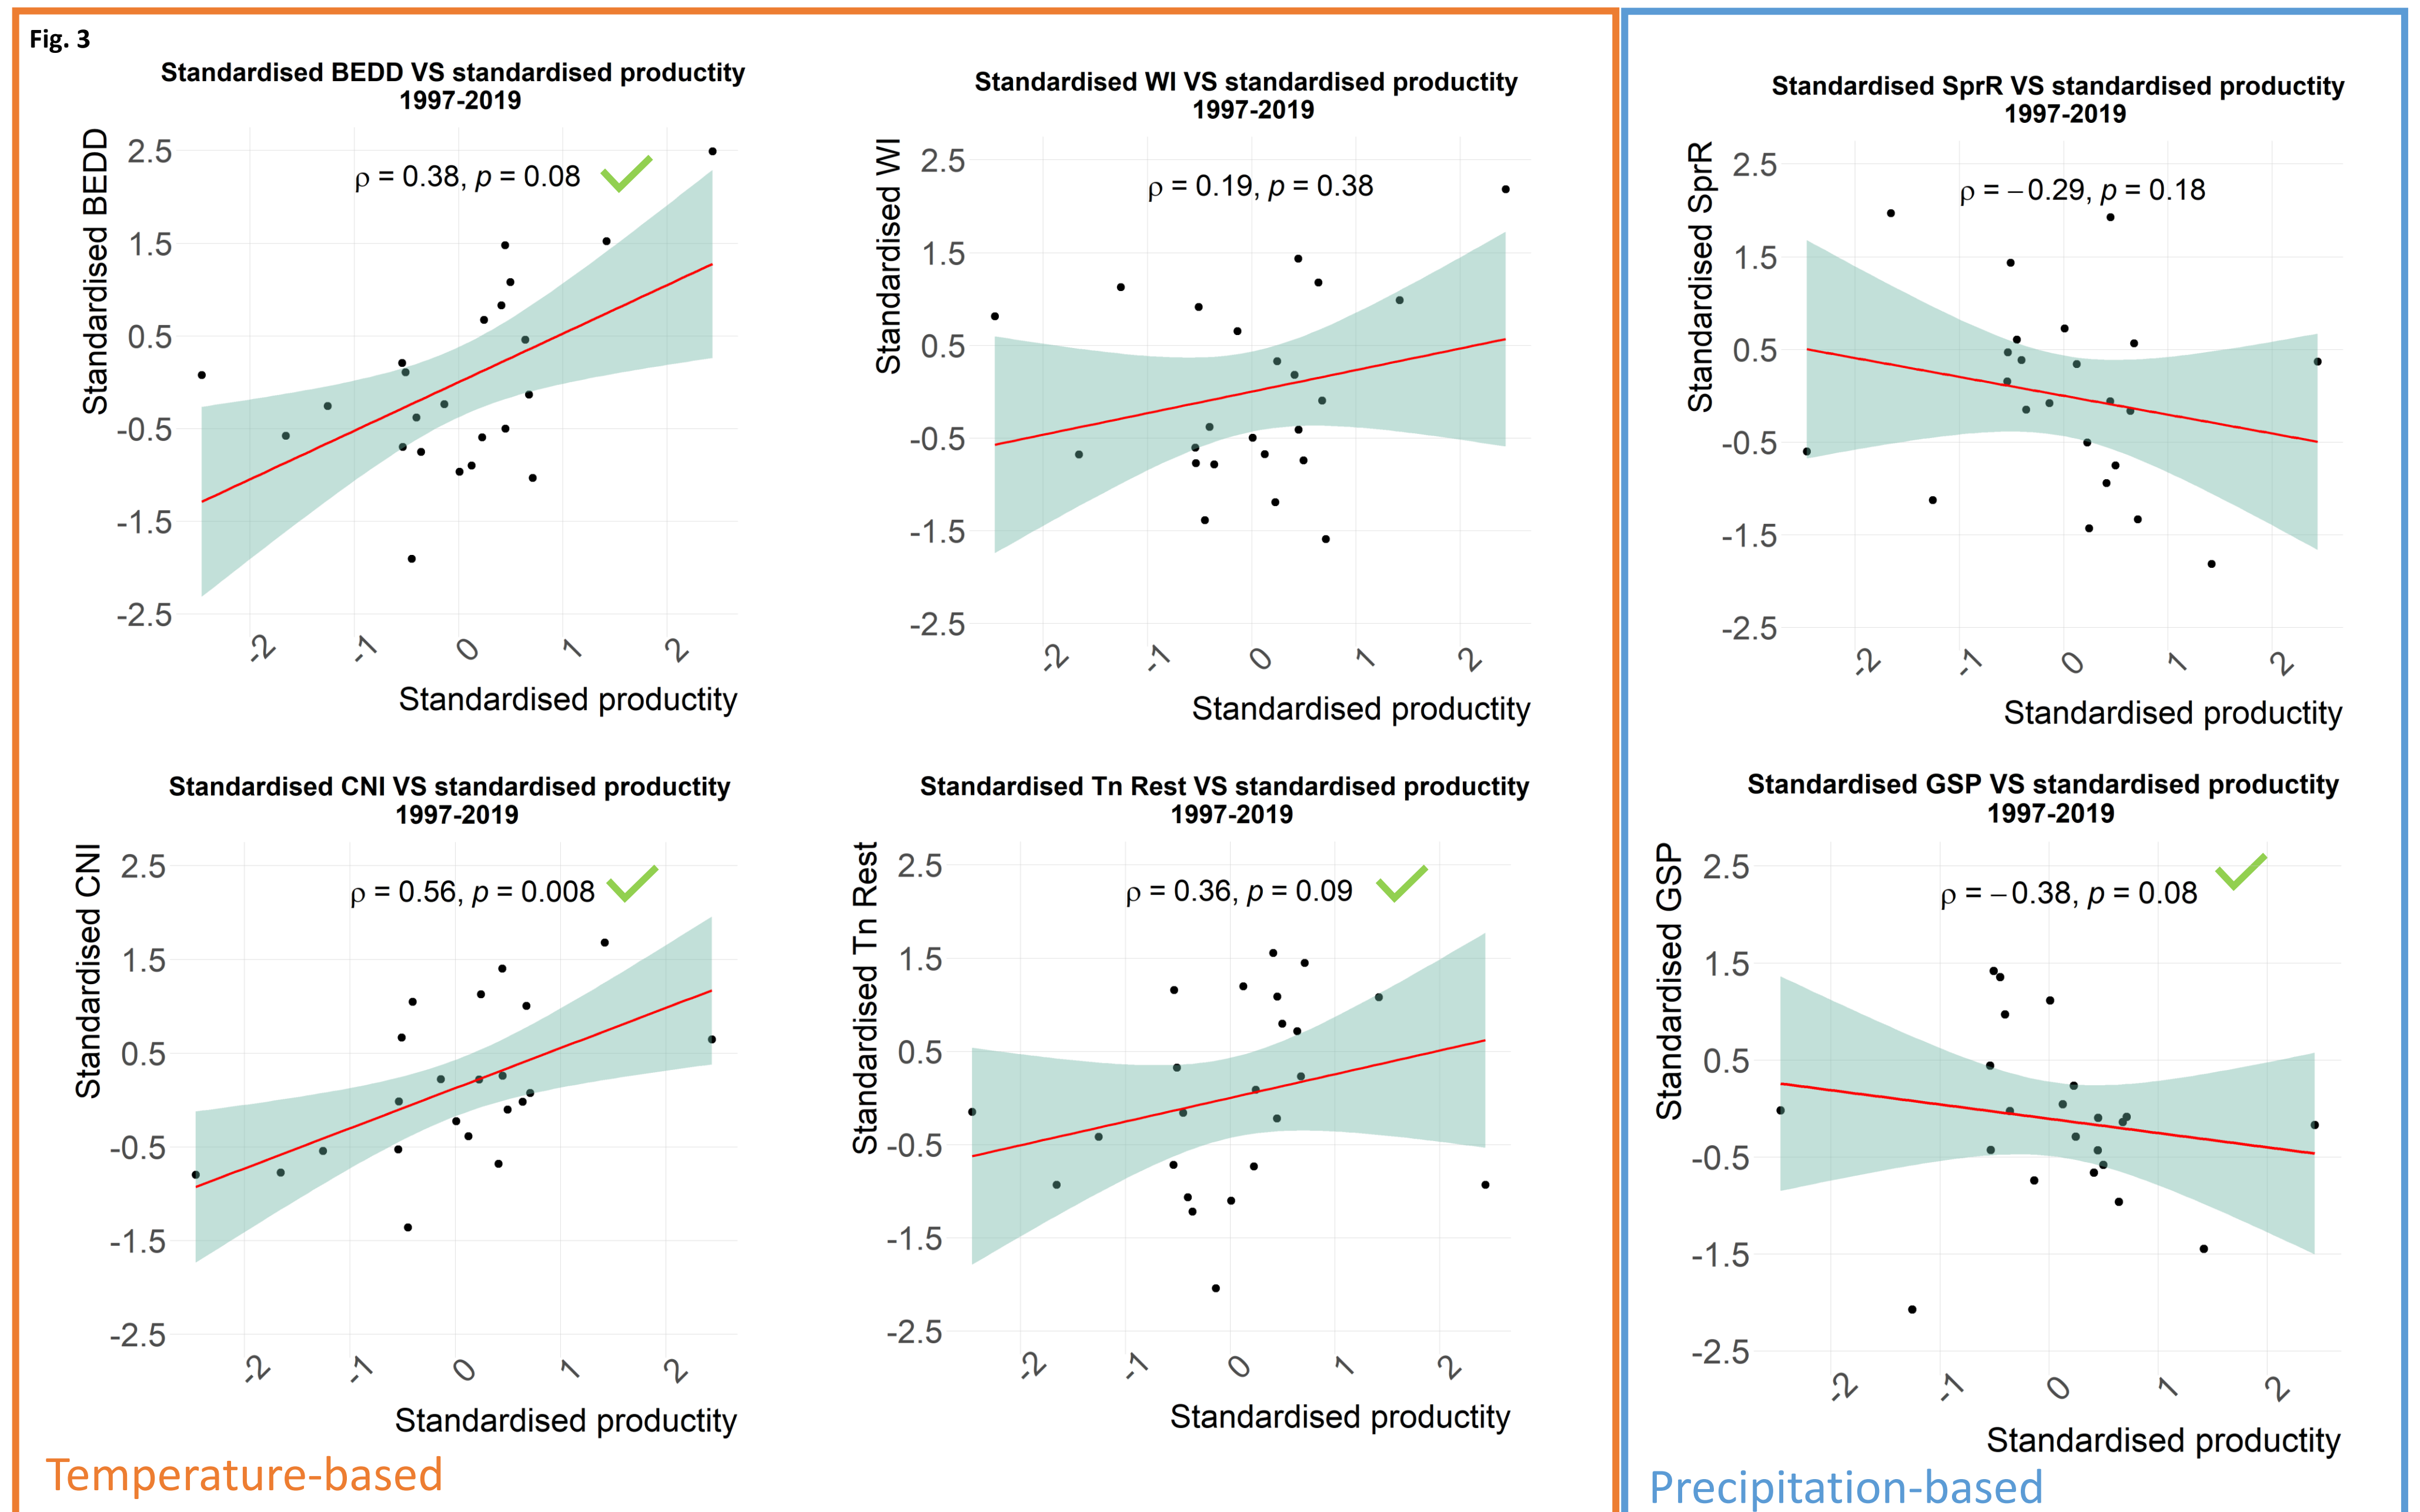 Fig. 3
Standardised BEDD VS standardised productity
1997-2019
Standardised BEDD
2.5
1.5
0.5
-0.5
-1.5
-2.5
ρ = 0.38, p = 0.08
-2 -1 0 1 2
Standardised productity
Standardised WI VS standardised productity
1997-2019
Standardised WI
2.5
1.5
0.5
-0.5
-1.5
-2.5
ρ = 0.19, p = 0.38
-2 -1 0 1 2
Standardised productity
Standardised SprR VS standardised productity
1997-2019
Standardised SprR
2.5
1.5
0.5
-0.5
-1.5
-2.5
ρ = −0.29, p = 0.18
-2 -1 0 1 2
Standardised productity
Standardised CNI VS standardised productity
1997-2019
Standardised CNI
2.5
1.5
0.5
-0.5
-1.5
-2.5
ρ = 0.56, p = 0.008
-2 -1 0 1 2
Standardised productity
Standardised Tn Rest VS standardised productity
1997-2019
Standardised Tn Rest
2.5
1.5
0.5
-0.5
-1.5
-2.5
ρ = 0.36, p = 0.09
-2 -1 0 1 2
Standardised productity
Standardised GSP VS standardised productity
1997-2019
Standardised GSP
2.5
1.5
0.5
-0.5
-1.5
-2.5
ρ = −0.38, p = 0.08
-2 -1 0 1 2
Standardised productity
Temperature-based
Precipitation-based